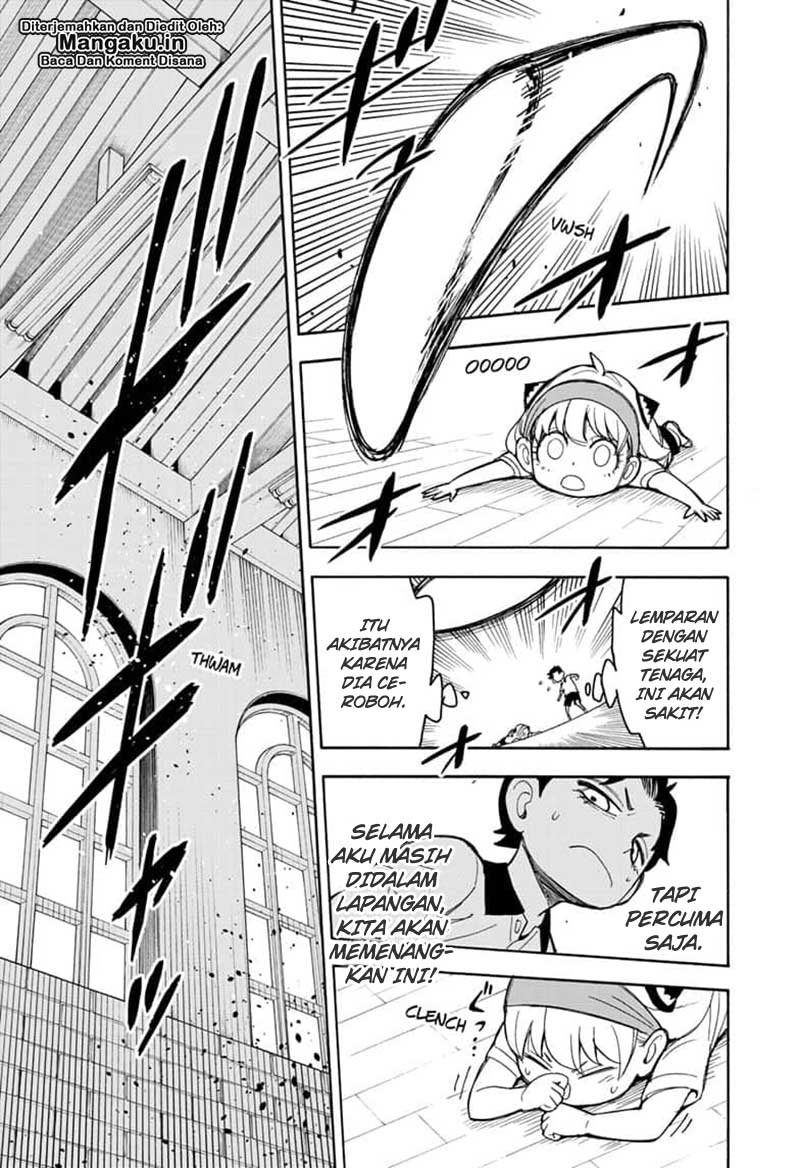 Diterjemahkan dan Diedit Oleh:
Mangaku.in
Baca Dan Koment Disana
VWSH
OOOOO
LEMPARAN
DENGAN
SEKUAT
TENAGA,
INI AKAN
SAKIT!
ITU
AKIBATNYA
KARENA
DIA CE-
ROBOH.
TAPI
PERCUMA
SAJA.
SELAMA
AKU MASIH
DIDALAM
LAPANGAN,
KITA AKAN
MEMENANG-
KAN INI!
CLENCH
THWAM